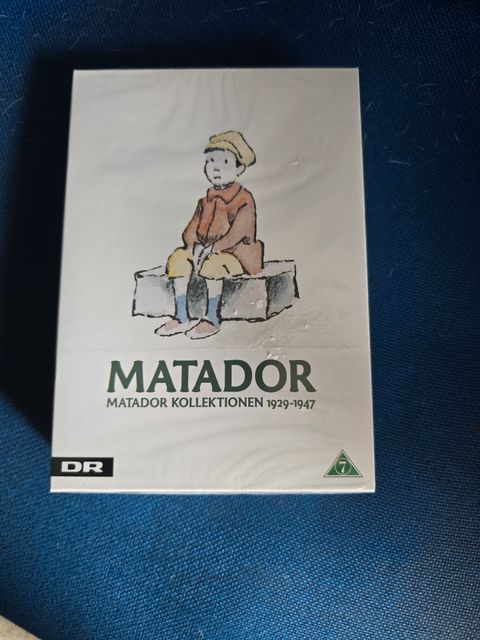 MATADOR
MATADOR KOLLEKTIONEN 1929-1947
DR
7